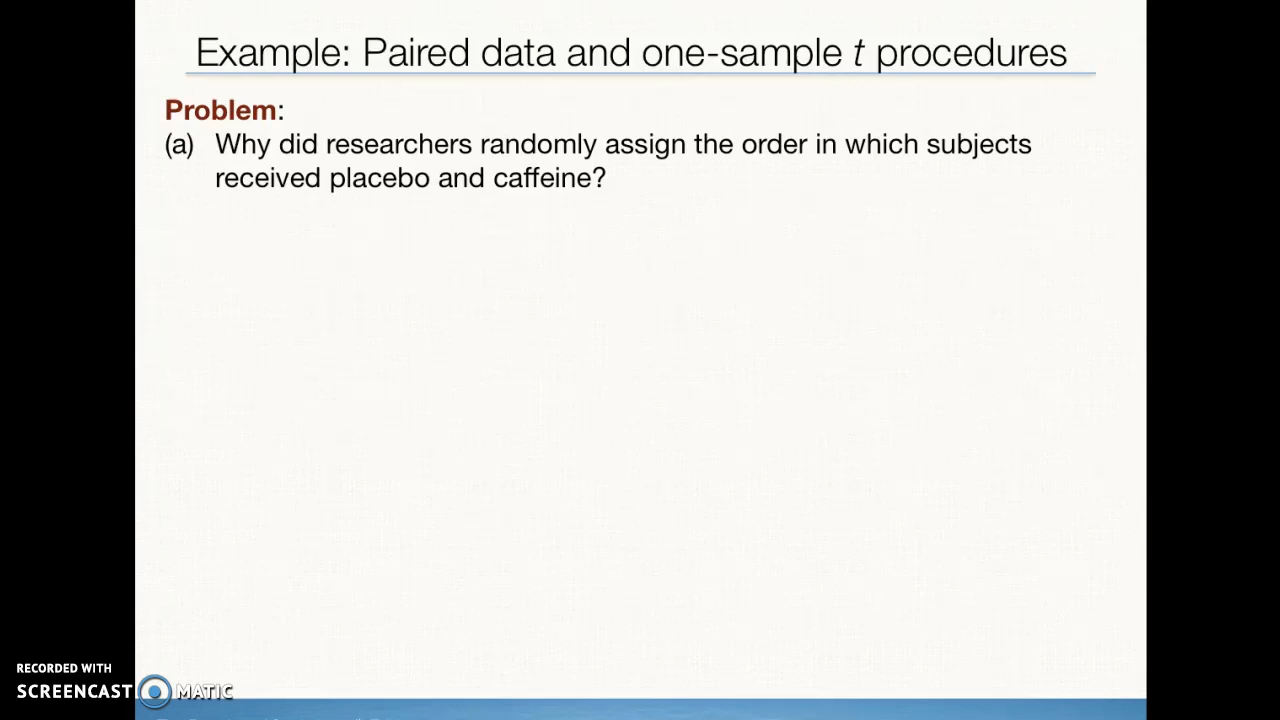 Example: Paired data and one-sample t procedures
Problem:
(a) Why did researchers randomly assign the order in which subjects
received placebo and caffeine?
RECORDED WITH
SCREENCAST MATIC